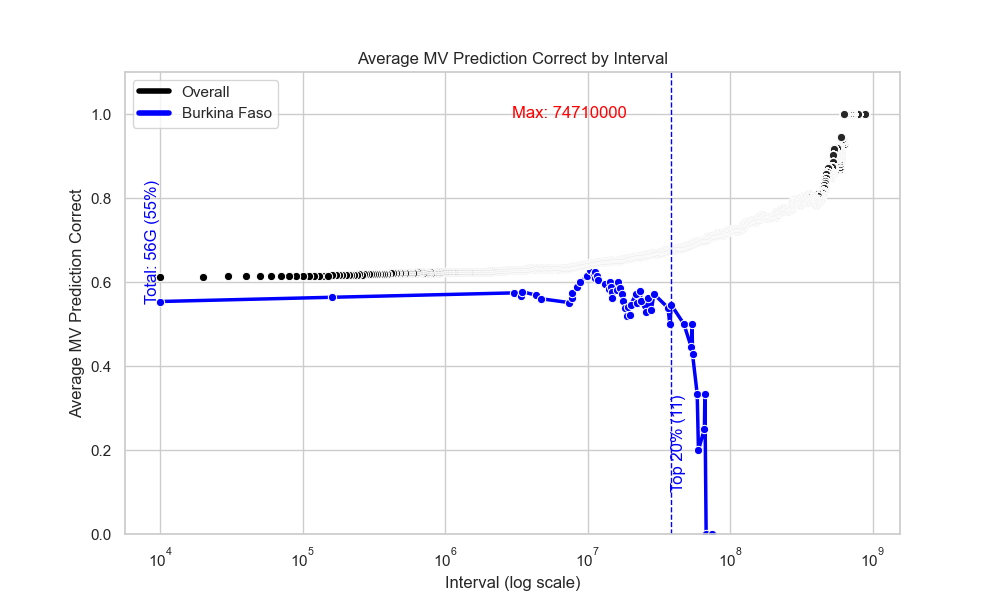 Average MV Prediction Correct by Interval
Overall
Burkina Faso
Max: 74710000
Total: 56G (55%)
Top 20% (11)
Average MV Prediction Correct
1.0
0.8
0.6
0.4
0.2
0.0
10^4
10^5
10^6
10^7
10^8
10^9
Interval (log scale)